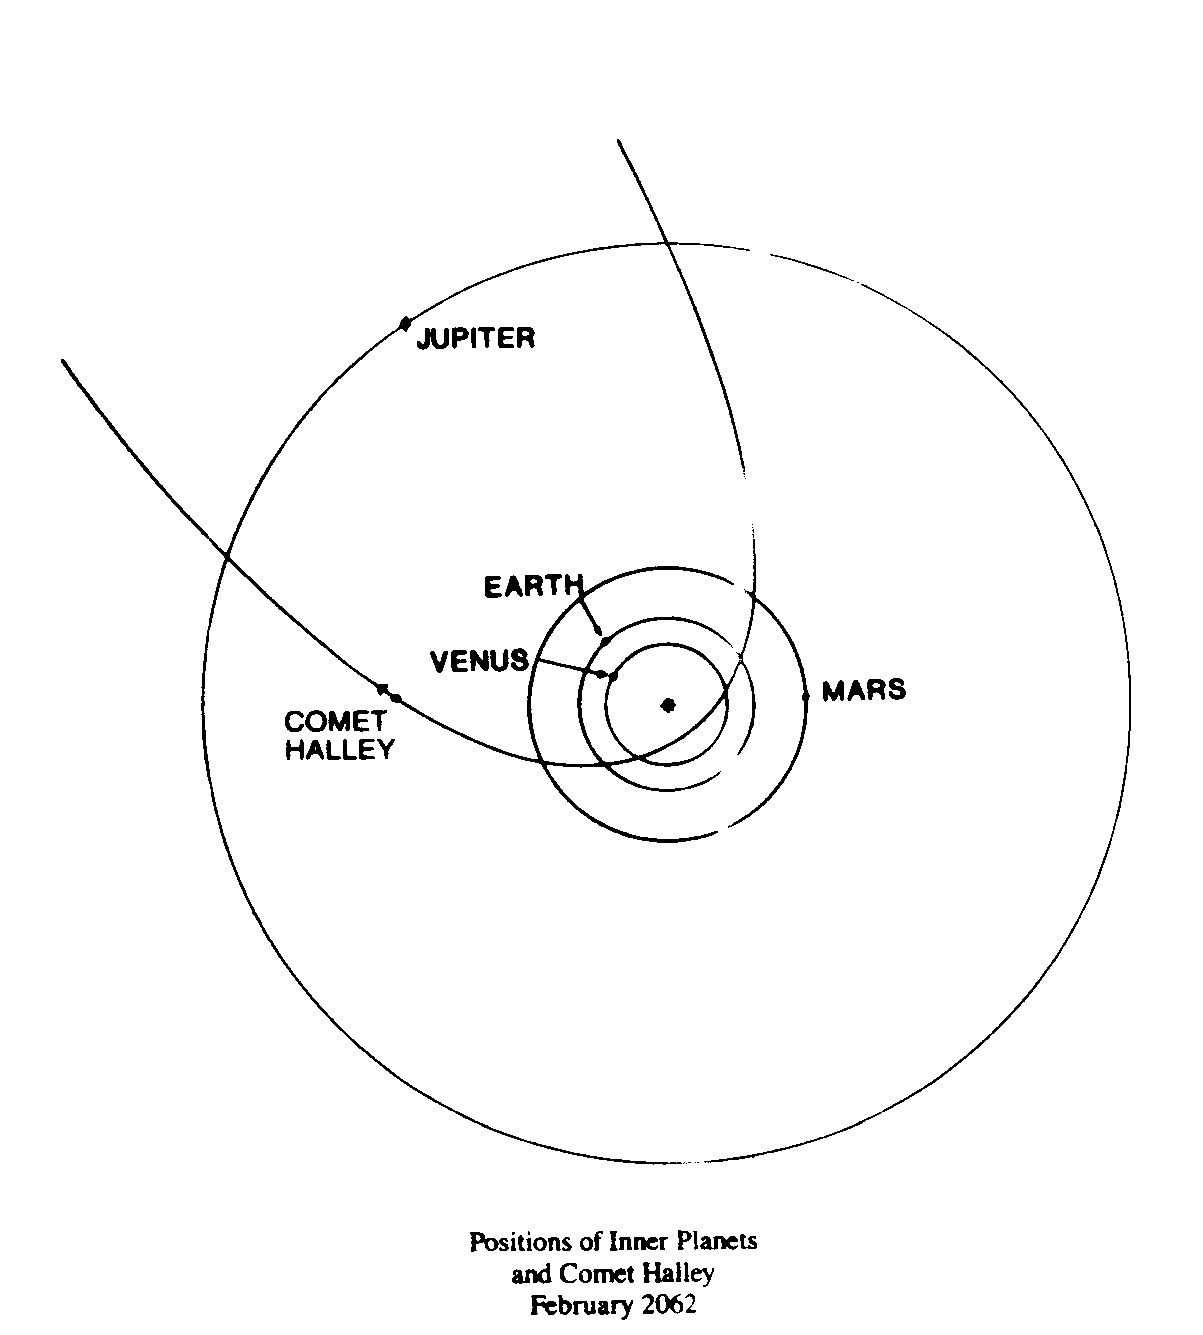 JUPITER
EARTH
VENUS
MARS
COMET
HALLEY
Positions of Inner Planets
and Comet Halley
February 2062